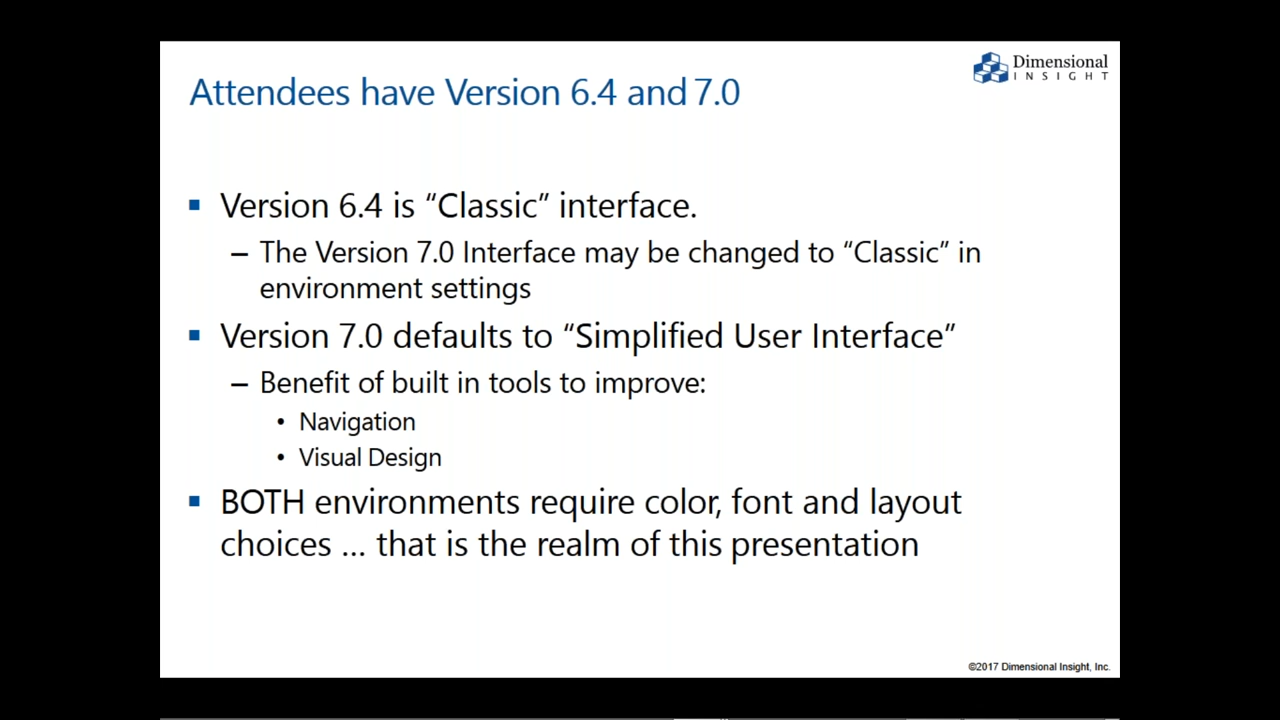 Dimensional
INSIGHT
Attendees have Version 6.4 and 7.0
▪ Version 6.4 is “Classic” interface.
– The Version 7.0 Interface may be changed to “Classic” in
environment settings
▪ Version 7.0 defaults to “Simplified User Interface”
– Benefit of built in tools to improve:
• Navigation
• Visual Design
▪ BOTH environments require color, font and layout
choices ... that is the realm of this presentation
©2017 Dimensional Insight, Inc.